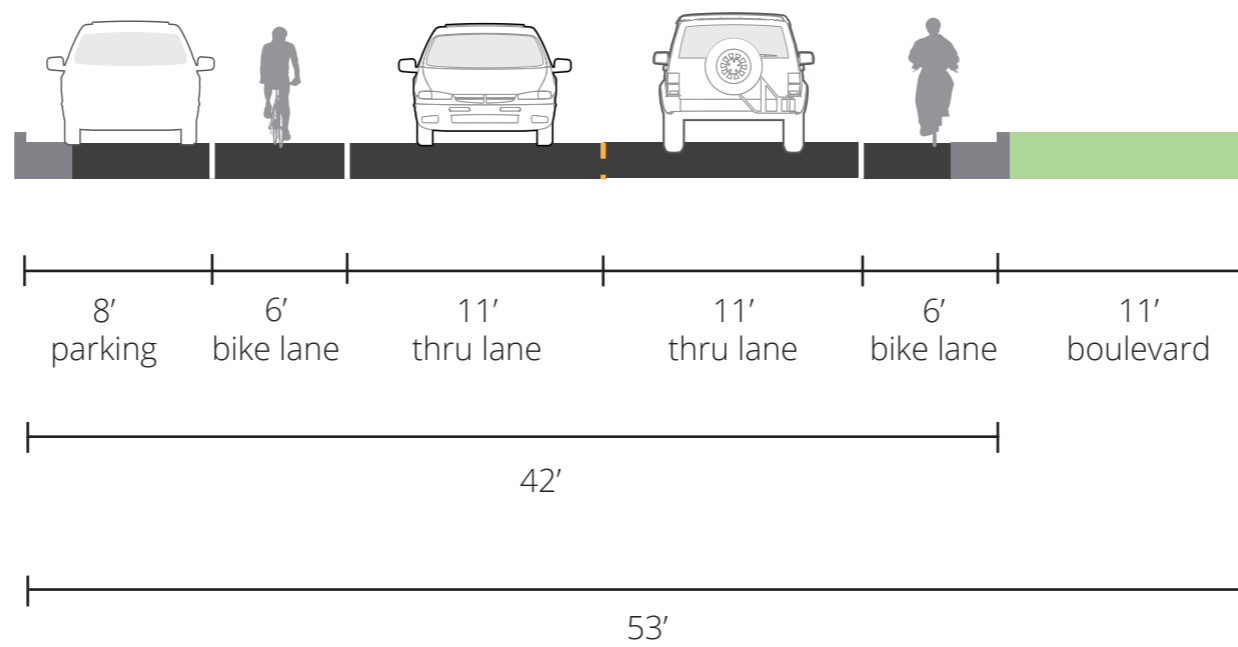 8’ 6’ 11’ 11’ 6’ 11’
parking bike lane thru lane thru lane bike lane boulevard
42’
53’